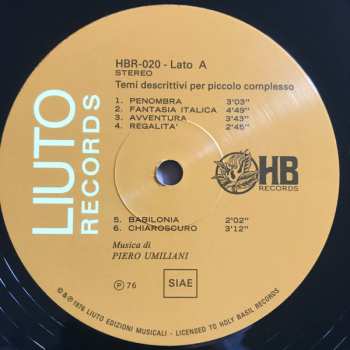 HBR-020 - Lato A
STEREO
Temi descrittivi per piccolo complesso
1. PENOMBRA 3'03"
2. FANTASIA ITALICA 4'49"
3. AVVENTURA 3'43"
4. REGALITA' 2'45"
LIUTO
RECORDS
HB
RECORDS
5. BABILONIA 2'02"
6. CHIAROSCURO 3'12"
Musica di
PIERO UMILIANI
Ⓟ 76
SIAE
© & Ⓟ 1976 LIUTO EDIZIONI MUSICALI - LICENSED TO HOLY BASIL RECORDS